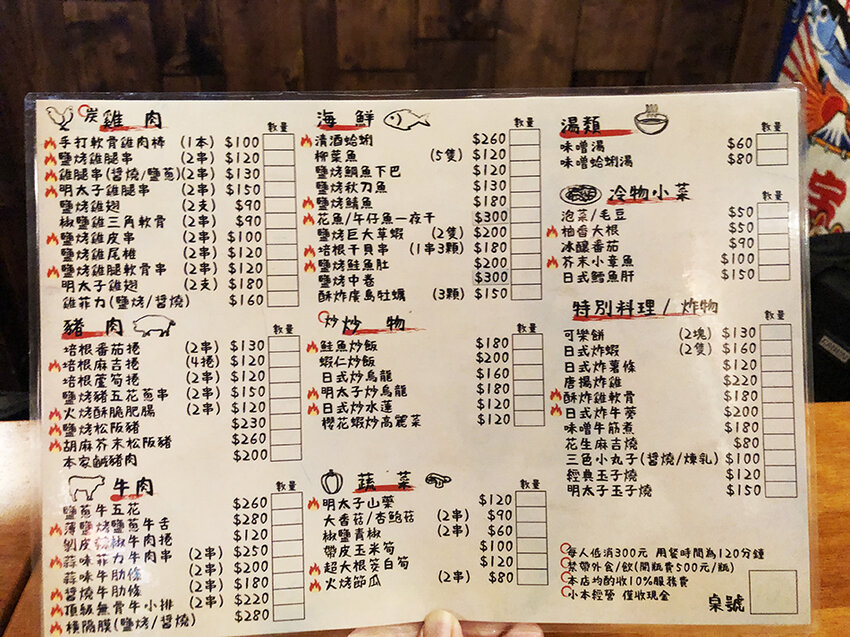 炭 雞肉 數量
手打軟骨雞肉棒 (1本) $100
鹽烤雞腿串 (2串) $120
雞腿串(醬燒/鹽蔥)(2串) $130
明太子雞腿串 (2串) $150
鹽烤雞翅 (2支) $90
椒鹽雞三角軟骨 (2串) $90
鹽烤雞皮串 (2串) $100
鹽烤雞尾椎 (2串) $120
鹽烤雞腿軟骨串 (2串) $120
明太子雞翅 (2支) $180
雞菲力(鹽烤/醬燒) $160
豬肉 數量
培根番茄捲 (2串) $130
培根麻吉捲 (4捲) $120
培根蘆筍捲 (2串) $120
鹽烤豬五花蔥串 (2串) $150
火烤酥脆肥腸 (2串) $120
鹽烤松阪豬 $230
胡麻芥末松阪豬 $260
本家鹹豬肉 $200
牛肉 數量
鹽蔥牛五花 $260
薄鹽燒鹽蔥牛舌 $280
剝皮辣椒牛肉捲 $120
蒜味菲力牛肉串 (2串) $250
蒜味牛肋條 (2串) $200
醬燒牛肋條 (2串) $180
頂級無骨牛小排 (2串) $220
橫隔膜(鹽烤/醬燒) $280
海鮮 數量
清酒蛤蜊 $260
柳葉魚 (5隻) $120
鹽烤鯛魚下巴 $120
鹽烤秋刀魚 $130
鹽烤鯖魚 $180
花魚/午仔魚一夜干 $300
鹽烤巨大草蝦 (2隻) $200
培根干貝串 (1串3顆) $180
鹽烤鮭魚肚 $200
鹽烤中卷 $300
酥炸廣島牡蠣 (3顆) $150
炒 炒物 數量
鮭魚炒飯 $180
蝦仁炒飯 $200
日式炒烏龍 $160
明太子炒烏龍 $180
日式炒水蓮 $120
櫻花蝦炒高麗菜 $120
蔬菜 數量
明太子山藥 $120
大香菇/杏鮑菇 (2串) $90
椒鹽青椒 (2串) $60
帶皮玉米筍 $100
超大根茭白筍 $120
火烤節瓜 (2串) $80
湯類 數量
味噌湯 $60
味噌蛤蜊湯 $80
冷物小菜 數量
泡菜/毛豆 $50
柚香大根 $50
冰釀番茄 $90
芥末小章魚 $100
日式鱈魚肝 $150
特別料理/炸物 數量
可樂餅 (2塊) $130
日式炸蝦 (2隻) $160
日式炸薯條 $120
唐揚炸雞 $220
酥炸雞軟骨 $180
日式炸牛蒡 $200
味噌牛筋煮 $180
花生麻吉燒 $80
三色小丸子(醬燒/煉乳) $100
經典玉子燒 $120
明太子玉子燒 $150
每人低消300元 用餐時間為120分鐘
禁帶外食/飲(開瓶費500元/瓶)
本店均酌收10%服務費
小本經營 僅收現金
桌號